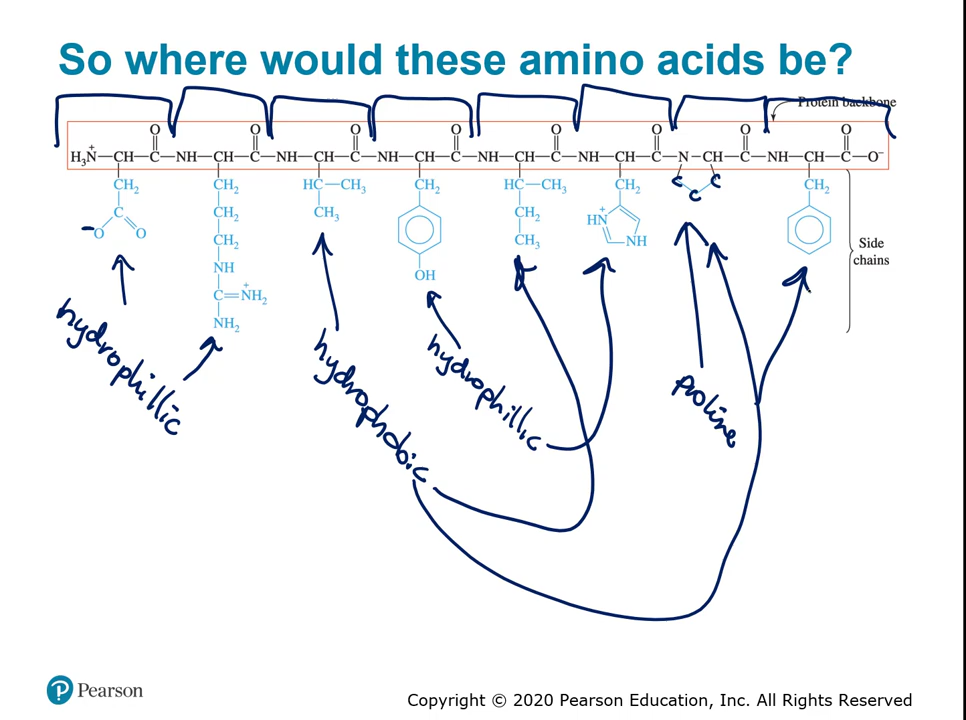 So where would these amino acids be?
Protein backbone
O O O O O O O O
H₃N⁺—CH—C—NH—CH—C—NH—CH—C—NH—CH—C—NH—CH—C—NH—CH—C—N—CH—C—NH—CH—C—O⁻
CH₂ CH₂ HC—CH₃ CH₂ HC—CH₃ CH₂ C C C CH₂
C CH₂ CH₃ CH₂ HN⁺
-O O CH₂ CH₃ NH
NH OH
C=NH₂⁺
NH₂
Side
chains
hydrophillic
hydrophobic
hydrophillic
proline
P Pearson
Copyright © 2020 Pearson Education, Inc. All Rights Reserved